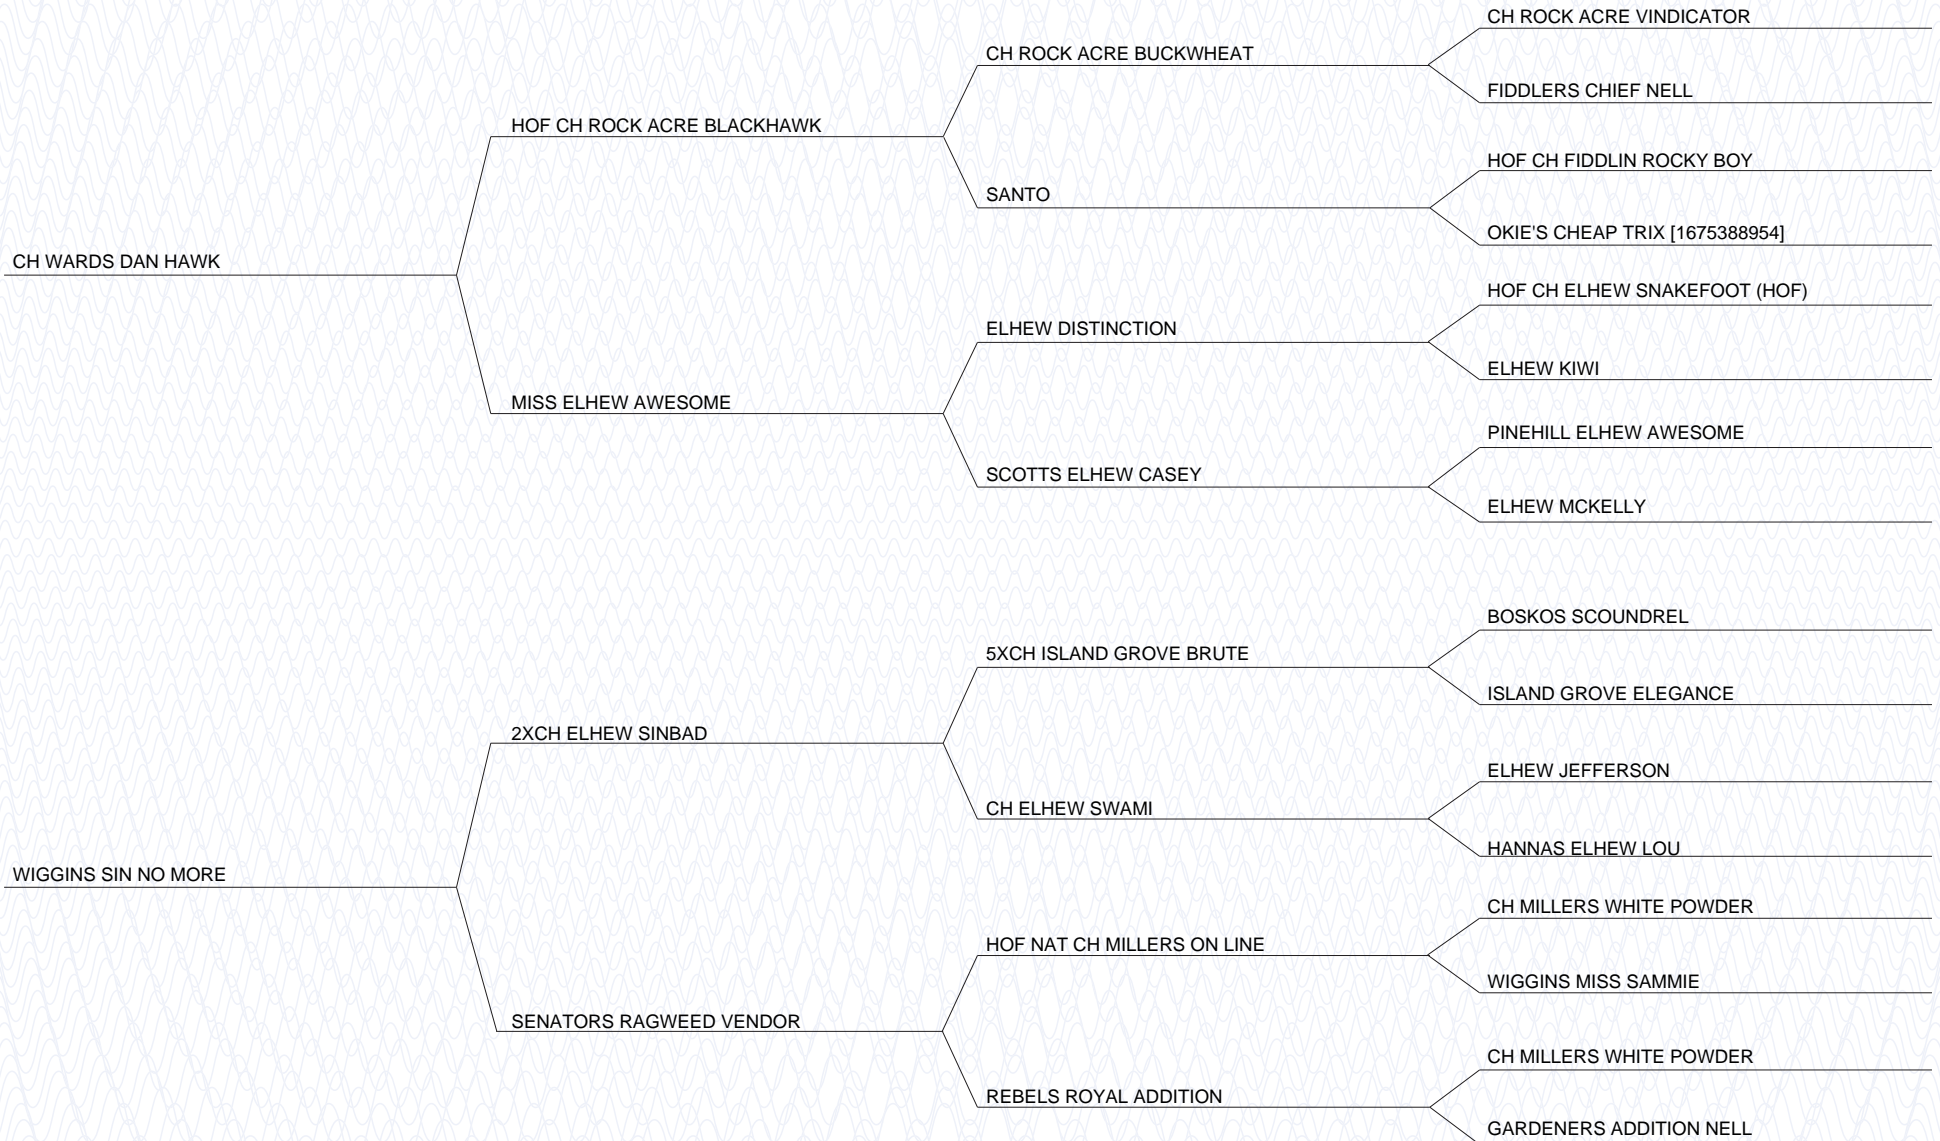 CH ROCK ACRE VINDICATOR
CH ROCK ACRE BUCKWHEAT
FIDDLERS CHIEF NELL
HOF CH ROCK ACRE BLACKHAWK
HOF CH FIDDLIN ROCKY BOY
SANTO
OKIE'S CHEAP TRIX [1675388954]
CH WARDS DAN HAWK
HOF CH ELHEW SNAKEFOOT (HOF)
ELHEW DISTINCTION
ELHEW KIWI
MISS ELHEW AWESOME
PINEHILL ELHEW AWESOME
SCOTTS ELHEW CASEY
ELHEW MCKELLY
BOSKOS SCOUNDREL
5XCH ISLAND GROVE BRUTE
ISLAND GROVE ELEGANCE
2XCH ELHEW SINBAD
ELHEW JEFFERSON
CH ELHEW SWAMI
HANNAS ELHEW LOU
WIGGINS SIN NO MORE
CH MILLERS WHITE POWDER
HOF NAT CH MILLERS ON LINE
WIGGINS MISS SAMMIE
SENATORS RAGWEED VENDOR
CH MILLERS WHITE POWDER
REBELS ROYAL ADDITION
GARDENERS ADDITION NELL